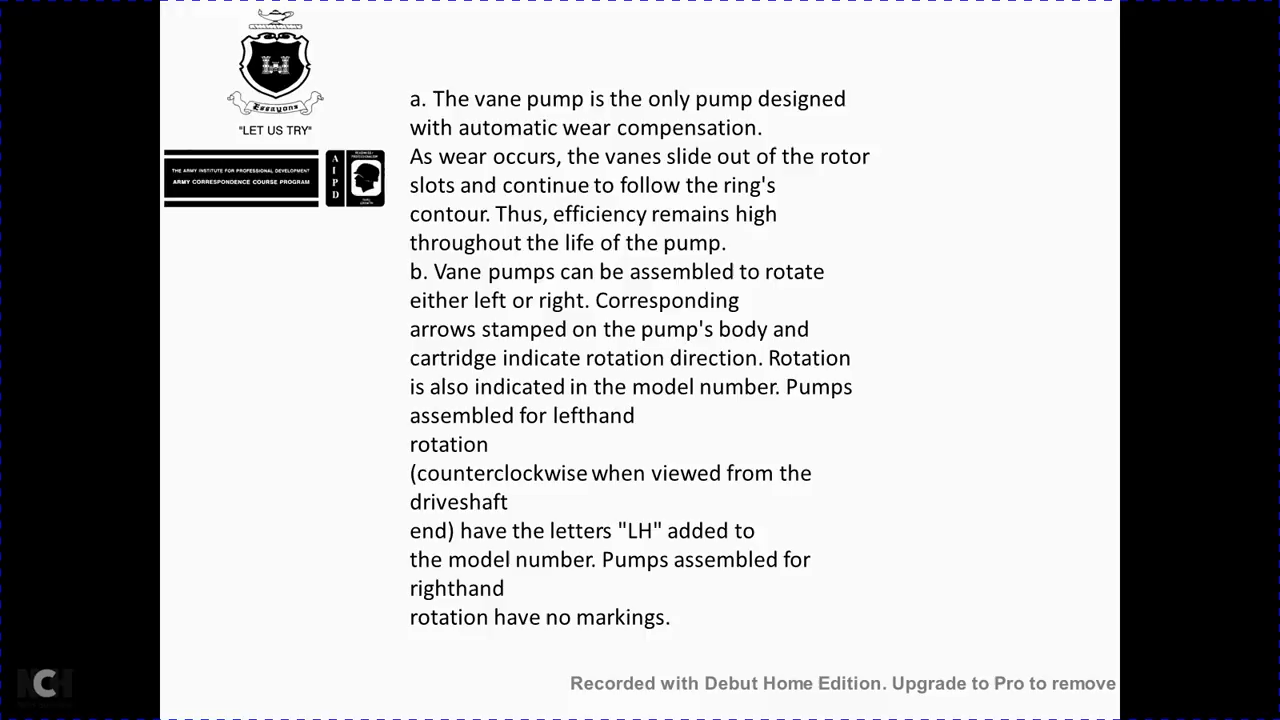 Essayons
"LET US TRY"
THE ARMY INSTITUTE FOR PROFESSIONAL DEVELOPMENT
ARMY CORRESPONDENCE COURSE PROGRAM
A
I
P
D
a. The vane pump is the only pump designed
with automatic wear compensation.
As wear occurs, the vanes slide out of the rotor
slots and continue to follow the ring's
contour. Thus, efficiency remains high
throughout the life of the pump.
b. Vane pumps can be assembled to rotate
either left or right. Corresponding
arrows stamped on the pump's body and
cartridge indicate rotation direction. Rotation
is also indicated in the model number. Pumps
assembled for lefthand
rotation
(counterclockwise when viewed from the
driveshaft
end) have the letters "LH" added to
the model number. Pumps assembled for
righthand
rotation have no markings.
NCH
Recorded with Debut Home Edition. Upgrade to Pro to remove